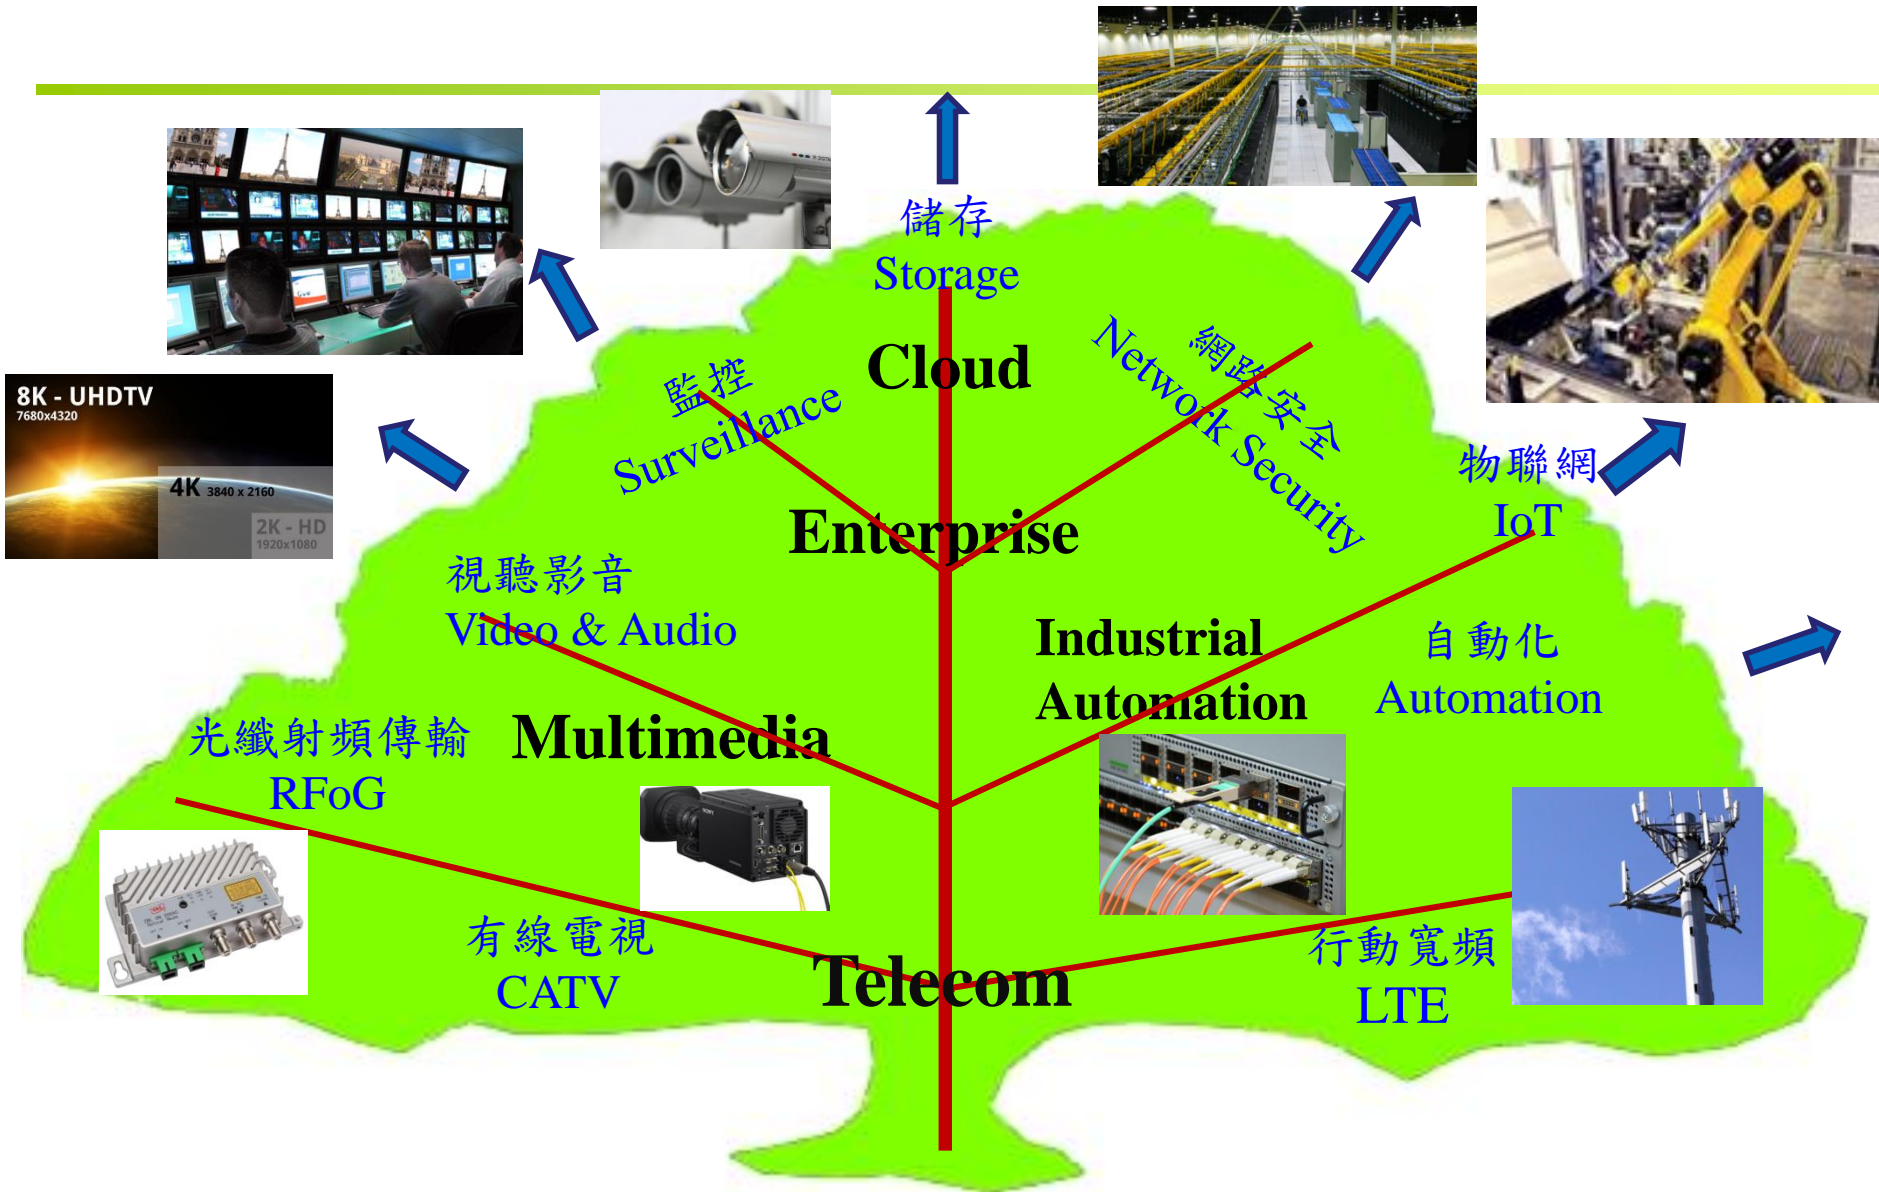 儲存
Storage
Cloud
監控
Surveillance
網路安全
Network Security
8K - UHDTV
7680x4320
4K 3840 x 2160
2K - HD
1920x1080
Enterprise
物聯網
IoT
視聽影音
Video & Audio
Industrial
Automation
自動化
Automation
光纖射頻傳輸
RFoG
Multimedia
SONY
有線電視
CATV
Telecom
行動寬頻
LTE